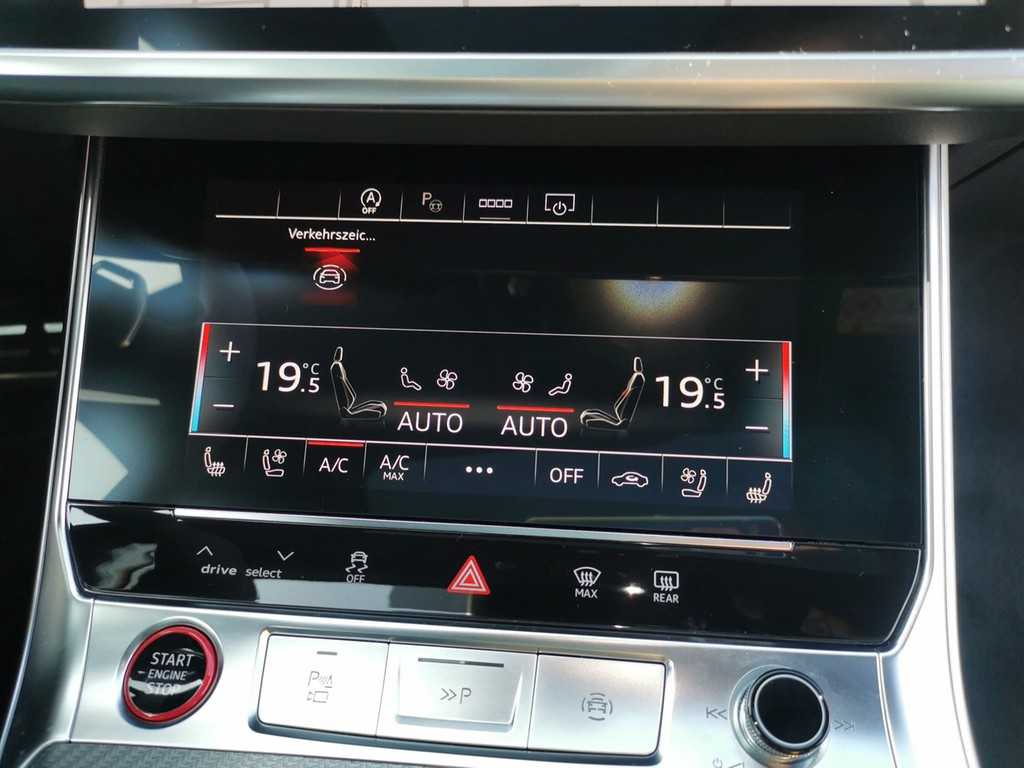 A
OFF
P
Verkehrszeic...
+ 19.5 °C 19.5 °C +
AUTO AUTO
− −
A/C A/C MAX ... OFF
drive select OFF MAX REAR
START
ENGINE
STOP
P >>P